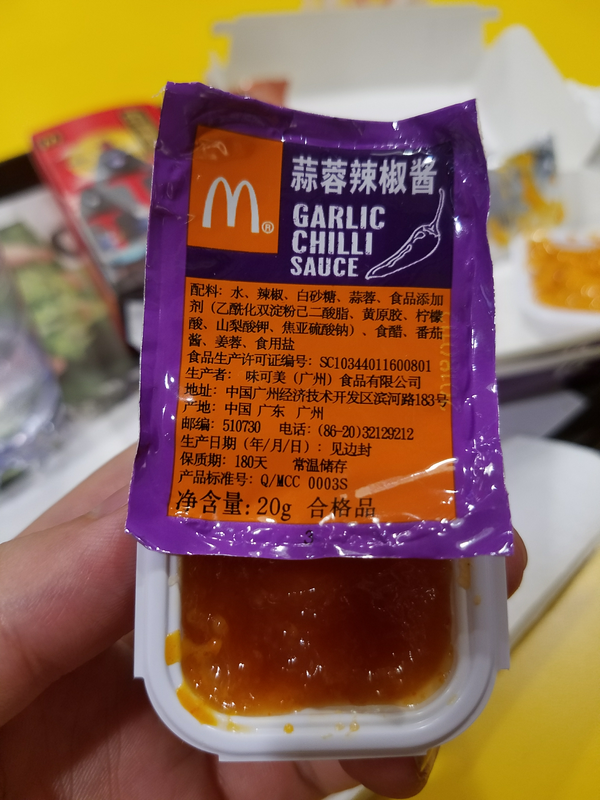 蒜蓉辣椒酱
GARLIC
CHILLI
SAUCE
配料：水、辣椒、白砂糖、蒜蓉、食品添加
剂（乙酰化双淀粉己二酸脂、黄原胶、柠檬
酸、山梨酸钾、焦亚硫酸钠）、食醋、番茄
酱、姜蓉、食用盐
食品生产许可证编号：SC10344011600801
生产者：味可美（广州）食品有限公司
地址：中国广州经济技术开发区滨河路183号
产地：中国 广东 广州
邮编：510730 电话：(86-20)32129212
生产日期（年/月/日）：见边封
保质期：180天 常温储存
产品标准号：Q/MCC 0003S
净含量：20g 合格品